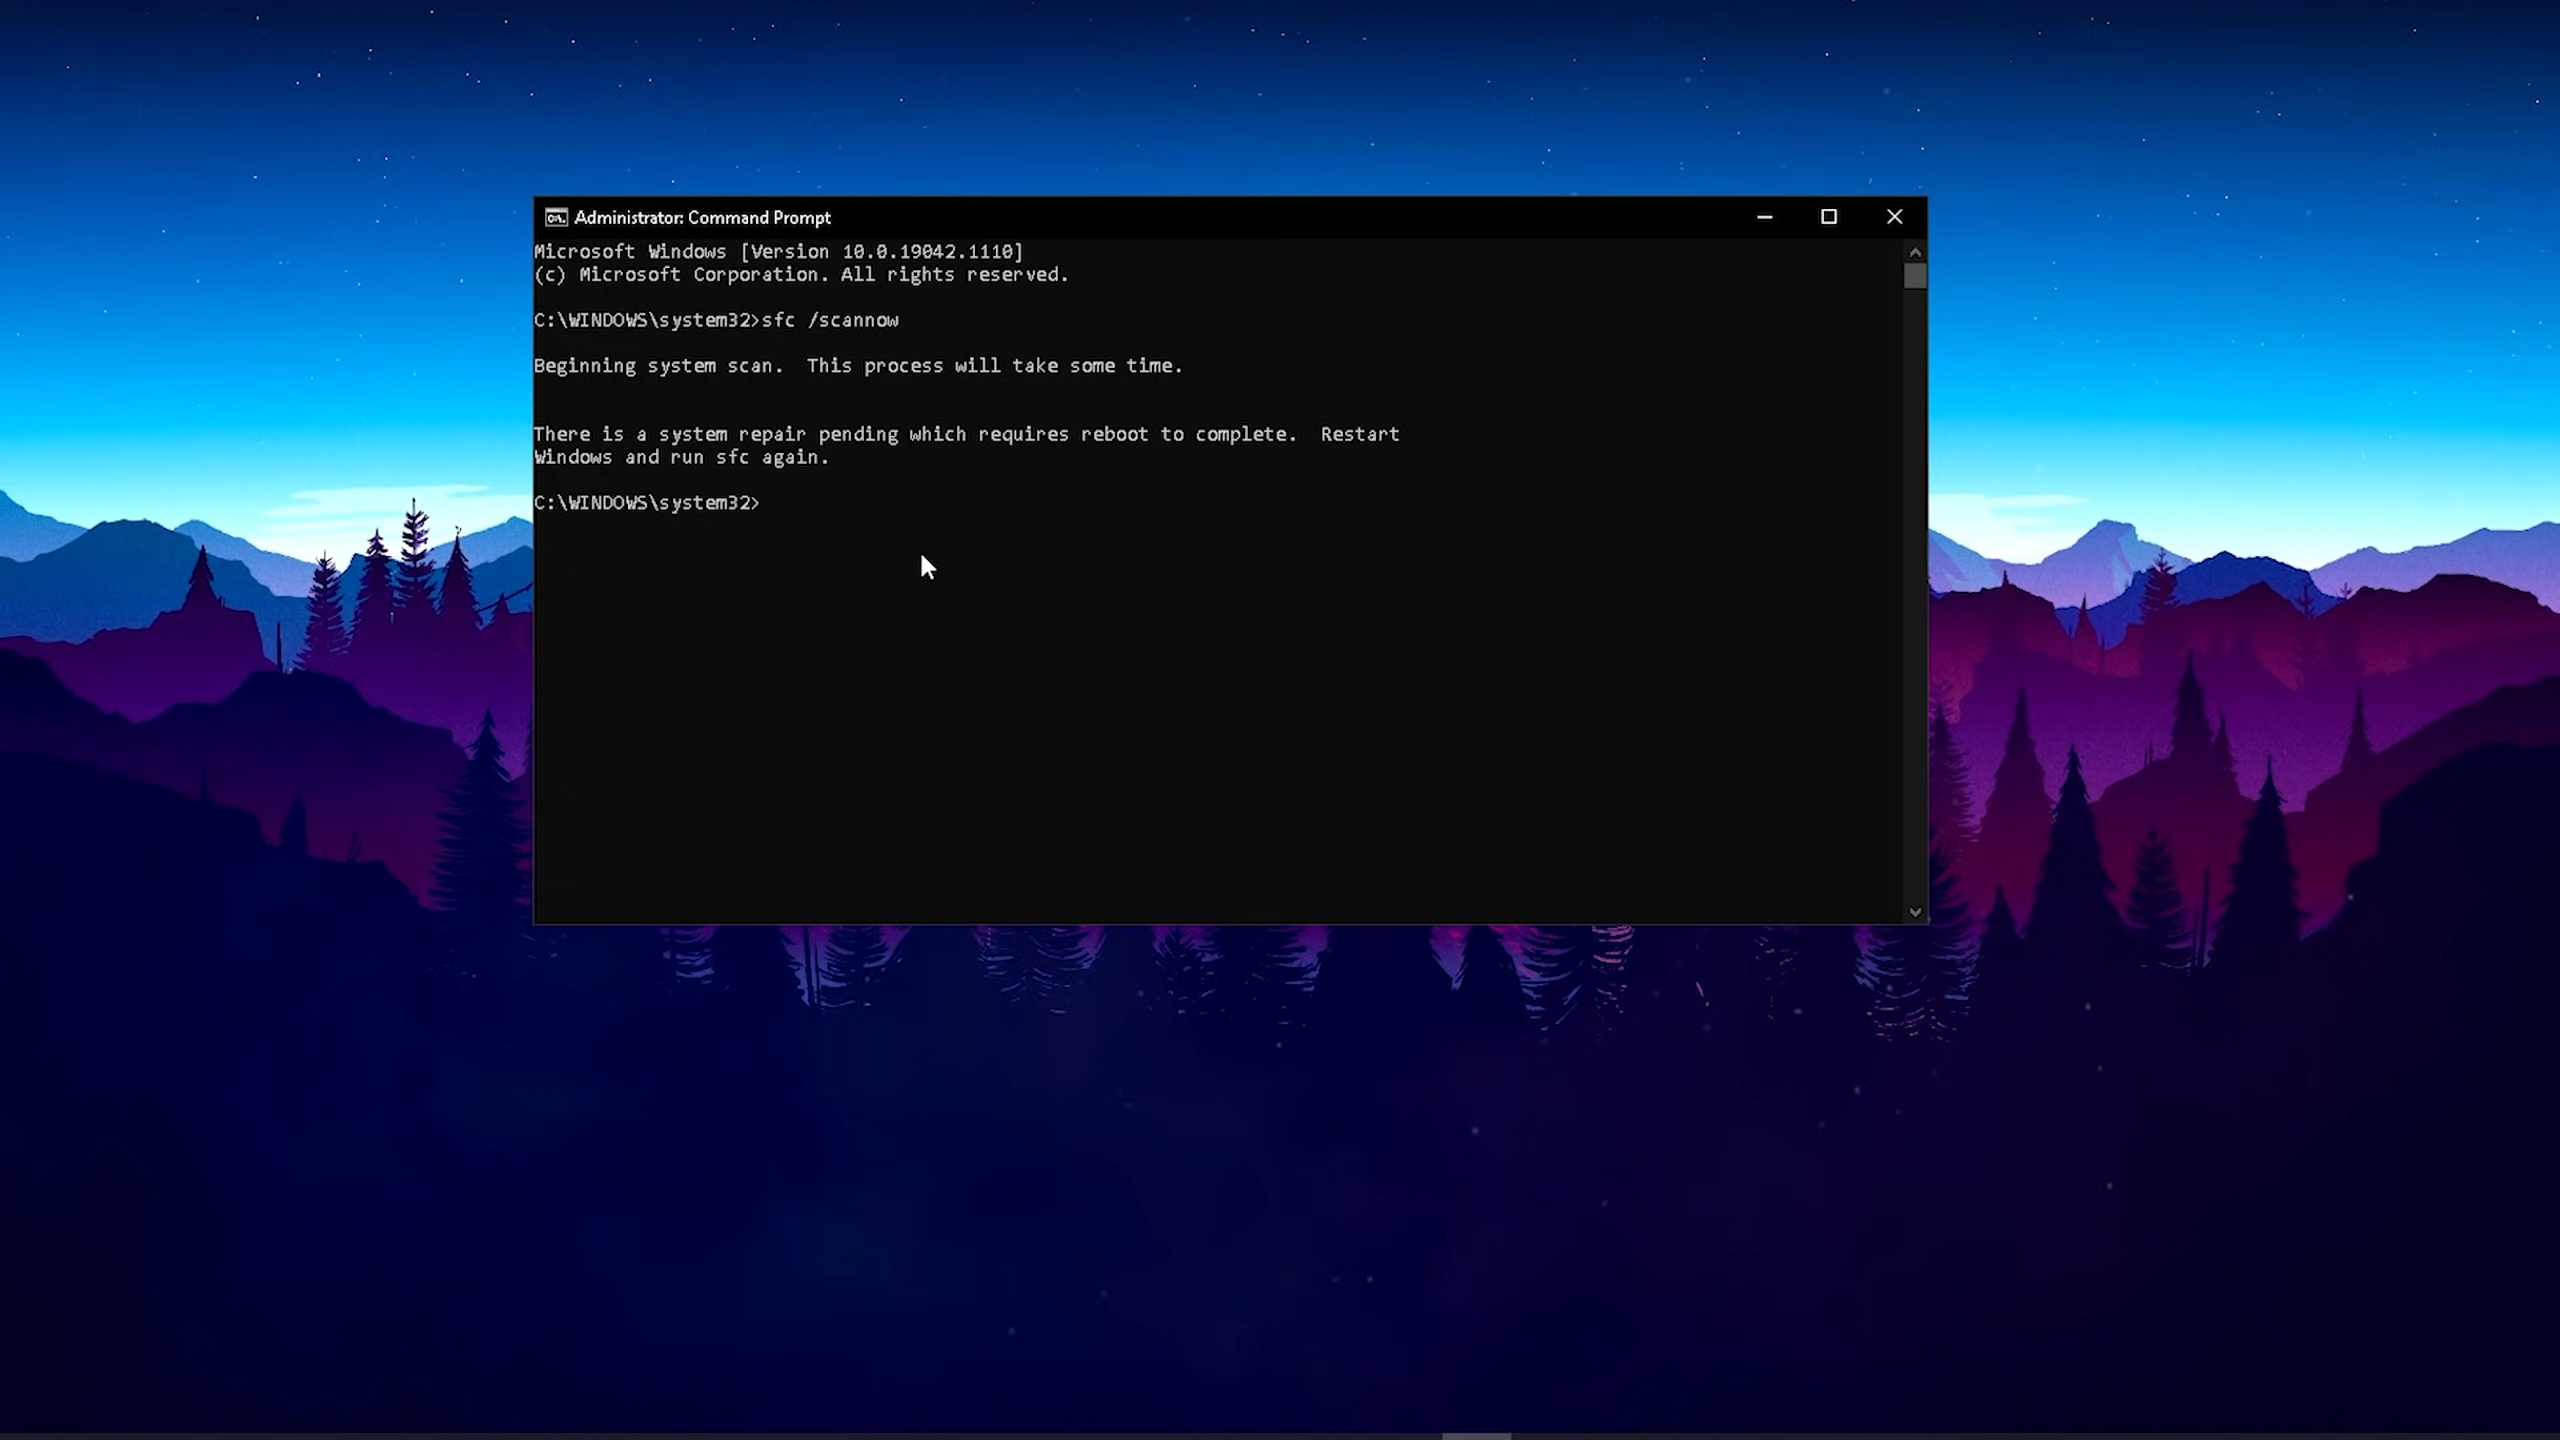 Administrator: Command Prompt
Microsoft Windows [Version 10.0.19042.1110]
(c) Microsoft Corporation. All rights reserved.
C:\WINDOWS\system32>sfc /scannow
Beginning system scan.  This process will take some time.
There is a system repair pending which requires reboot to complete.  Restart
Windows and run sfc again.
C:\WINDOWS\system32>